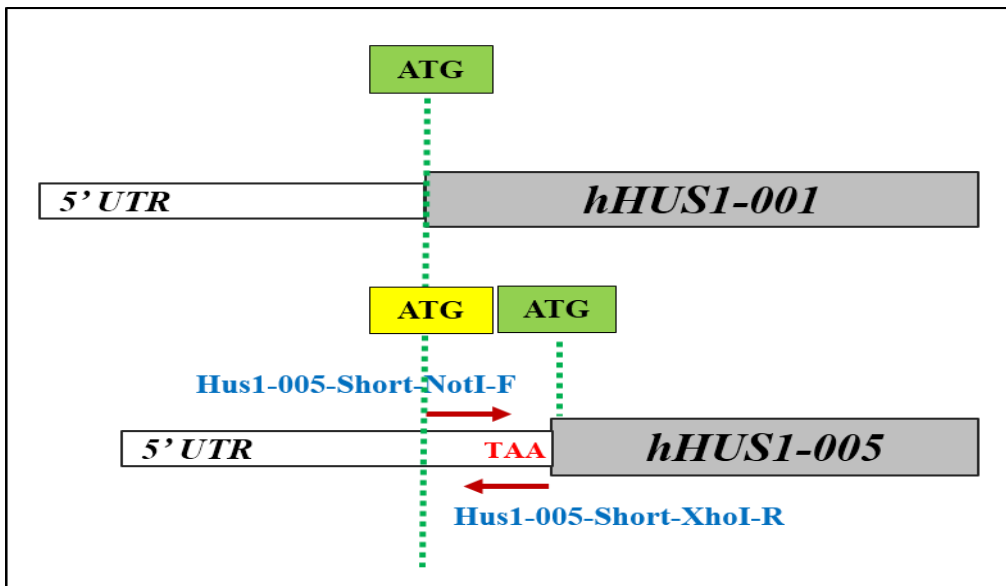 ATG
5' UTR hHUS1-001
ATG ATG
Hus1-005-Short-NotI-F
5' UTR TAA hHUS1-005
Hus1-005-Short-XhoI-R